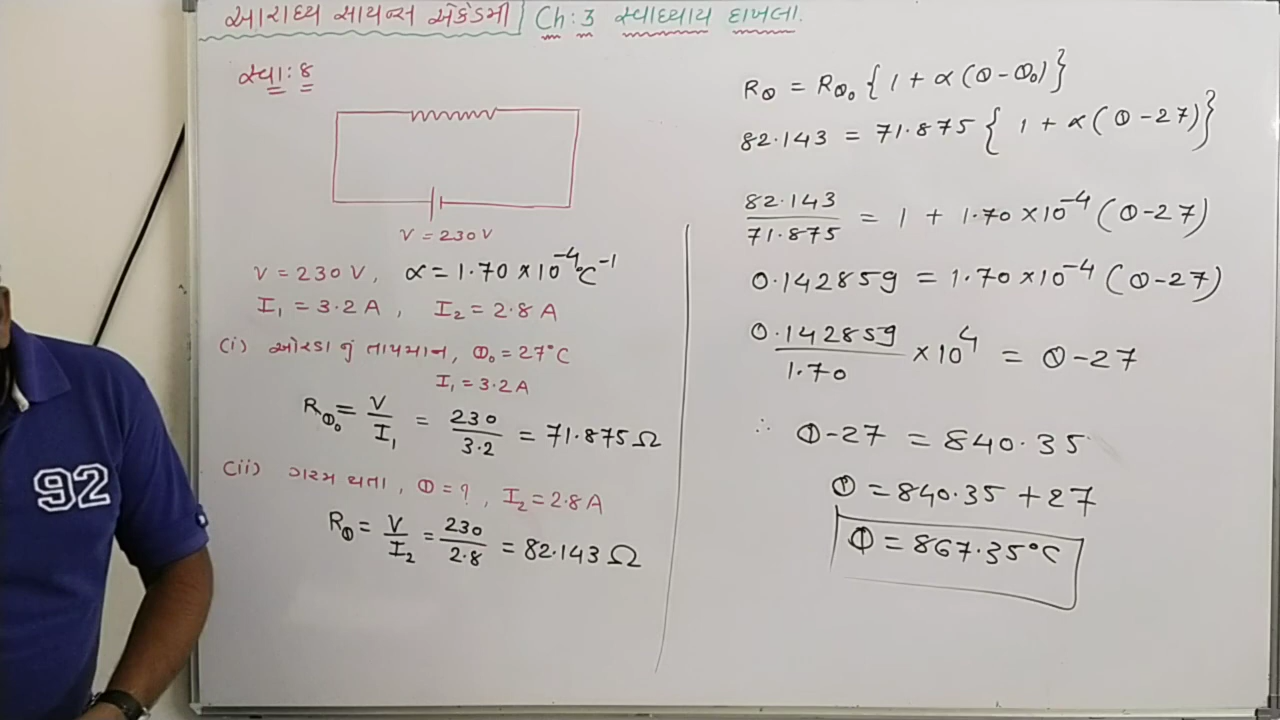 આરાધ્ય સાયન્સ એકેડમી | Ch:3 સ્વાધ્યાય દાખલા.
સ્વા:8
V = 230 V
V = 230 V, α = 1.70 × 10⁻⁴ °C⁻¹
I₁ = 3.2 A, I₂ = 2.8 A
(i) ઓરડાનું તાપમાન, θ₀ = 27°C
I₁ = 3.2 A
Rθ₀ = V/I₁ = 230/3.2 = 71.875 Ω
(ii) ગરમ થતા, θ = ?, I₂ = 2.8 A
Rθ = V/I₂ = 230/2.8 = 82.143 Ω
Rθ = Rθ₀ {1 + α (θ - θ₀)}
82.143 = 71.875 {1 + α (θ - 27)}
82.143/71.875 = 1 + 1.70 × 10⁻⁴ (θ - 27)
0.142859 = 1.70 × 10⁻⁴ (θ - 27)
0.142859/1.70 × 10⁴ = θ - 27
∴ θ - 27 = 840.35
θ = 840.35 + 27
θ = 867.35°C
92